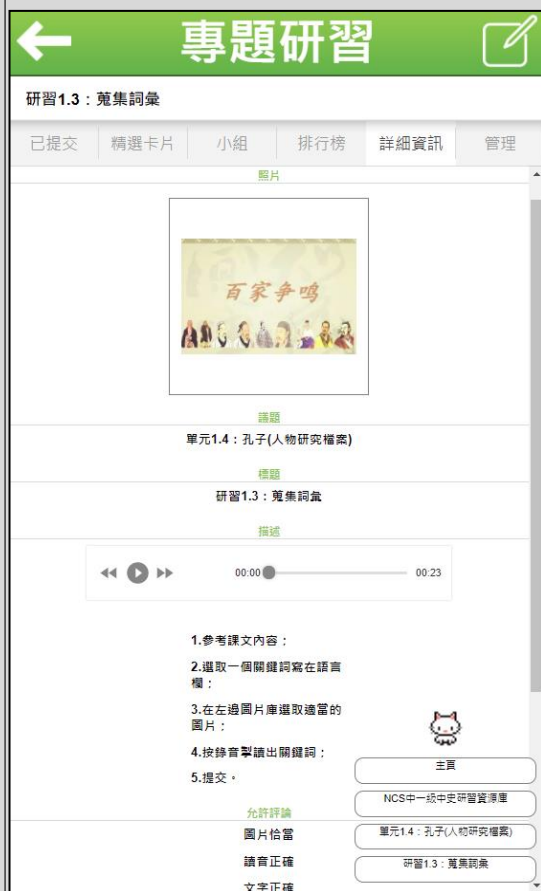 專題研習
研習1.3：蒐集詞彙
已提交 精選卡片 小組 排行榜 詳細資訊 管理
照片
百家争鸣
議題
單元1.4：孔子(人物研究檔案)
標題
研習1.3：蒐集詞彙
描述
00:00 00:23
1.參考課文內容；
2.選取一個關鍵詞寫在語言
欄；
3.在左邊圖片庫選取適當的
圖片；
4.按錄音掣讀出關鍵詞；
5.提交。
允許評論
圖片恰當
讀音正確
文字正確
主頁
NCS中一級中史研習資源庫
單元1.4：孔子(人物研究檔案)
研習1.3：蒐集詞彙